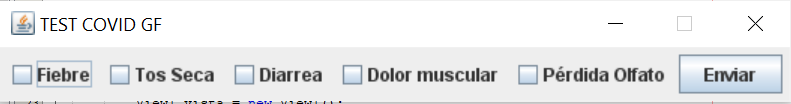 TEST COVID GF
Fiebre Tos Seca Diarrea Dolor muscular Pérdida Olfato Enviar